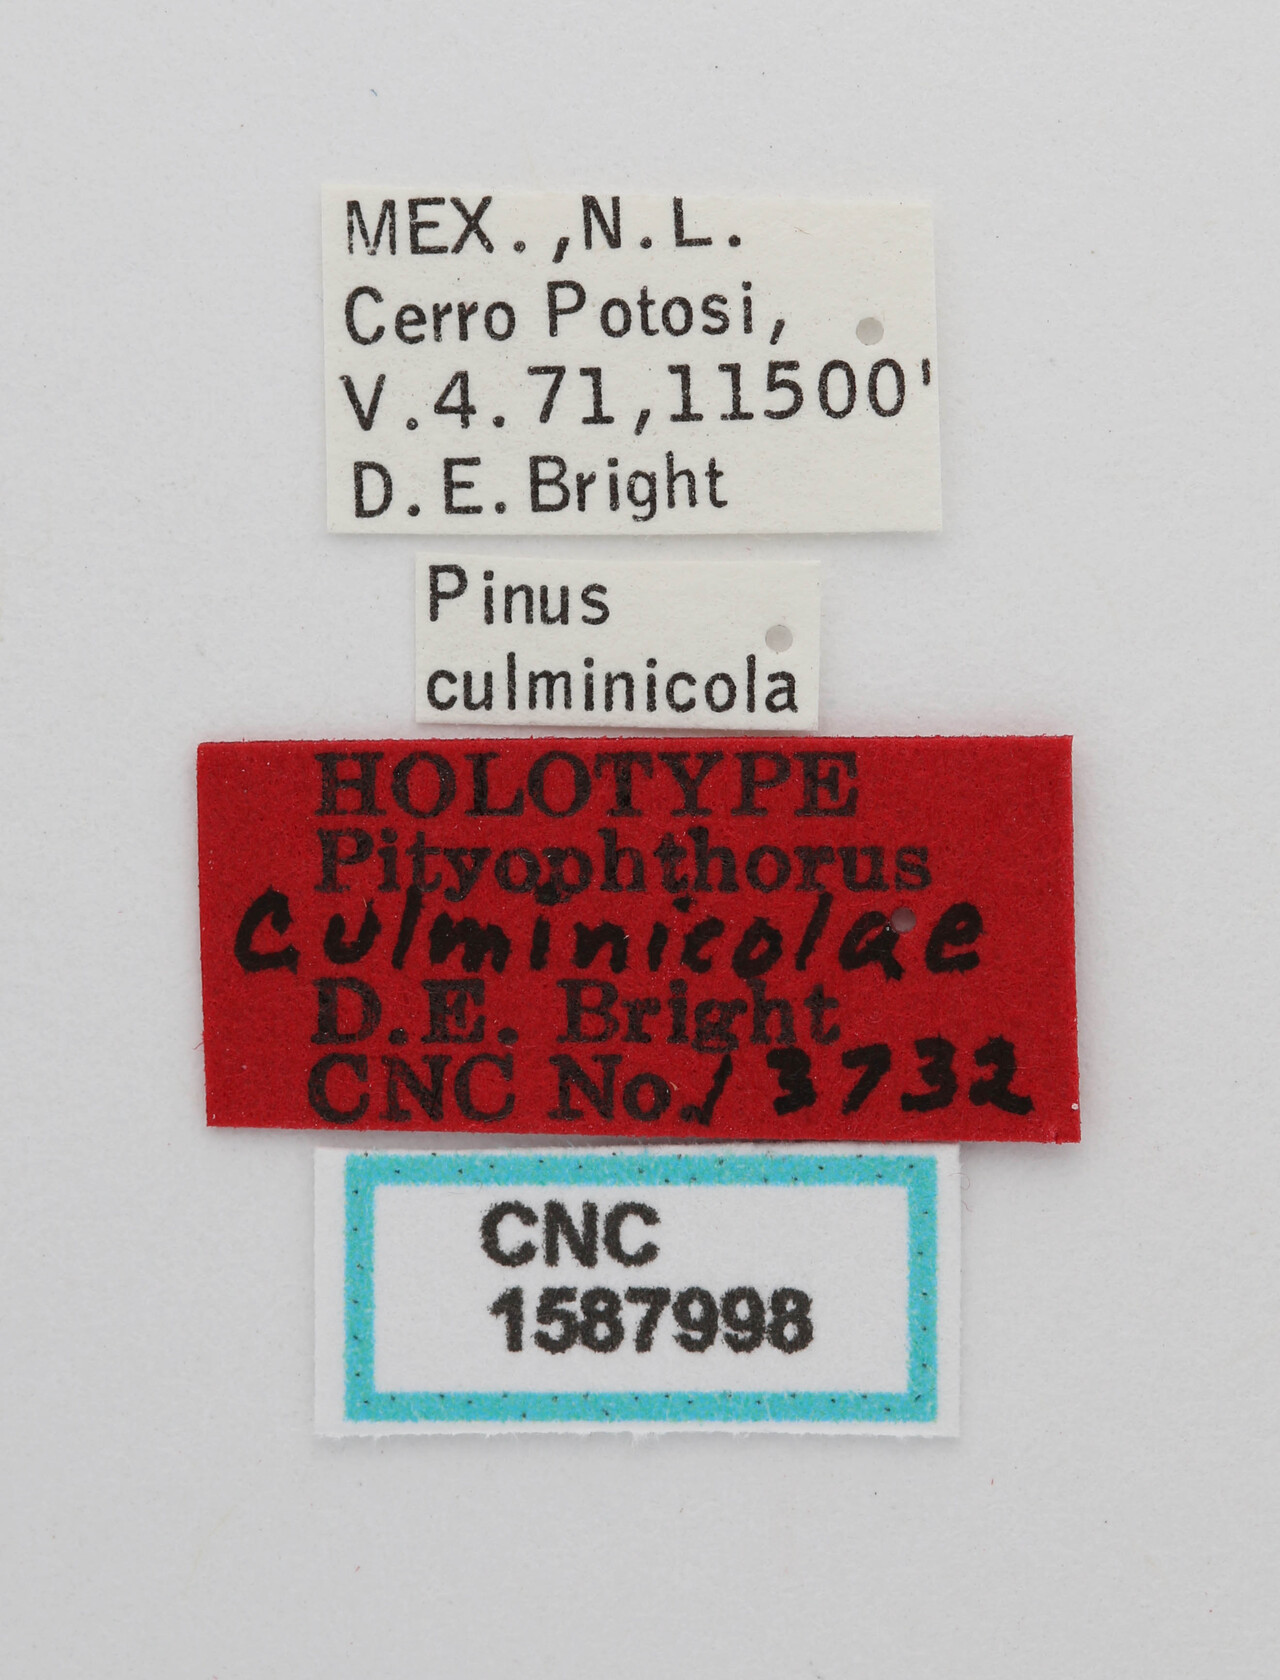 MEX.,N.L.
Cerro Potosi,
V.4.71,11500'
D.E.Bright
Pinus
culminicola
HOLOTYPE
Pityophthorus
Culminicolae
D.E. Bright
CNC No. 13732
CNC
1587998